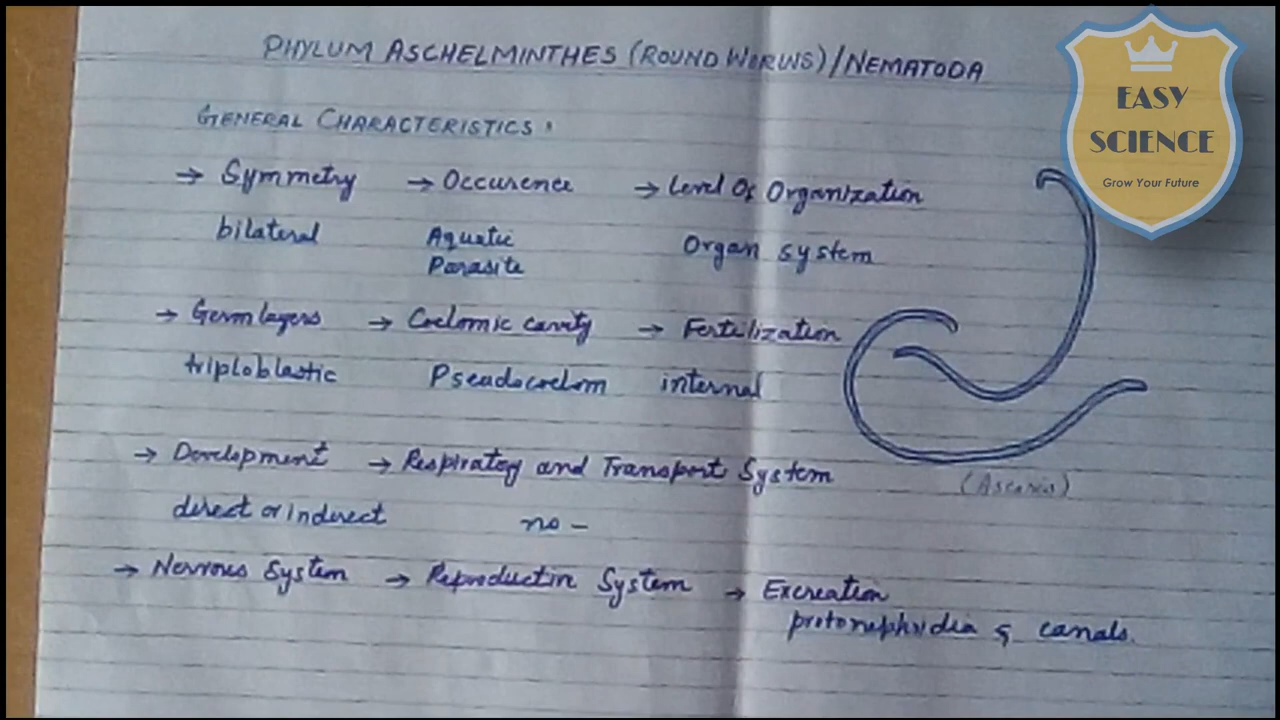 PHYLUM ASCHELMINTHES (ROUND WORMS)/NEMATODA
EASY
SCIENCE
Grow Your Future
GENERAL CHARACTERISTICS :
→ Symmetry → Occurence → Level Of Organization
bilateral Aquatic Organ system
Parasite
→ Germ layers → Coelomic cavity → Fertilization
triploblastic Pseudocoelom internal
→ Development → Respiratory and Transport System
direct or indirect no –
(Ascaris)
→ Nervous System → Reproductin System → Excreation
protonephridia & canals.